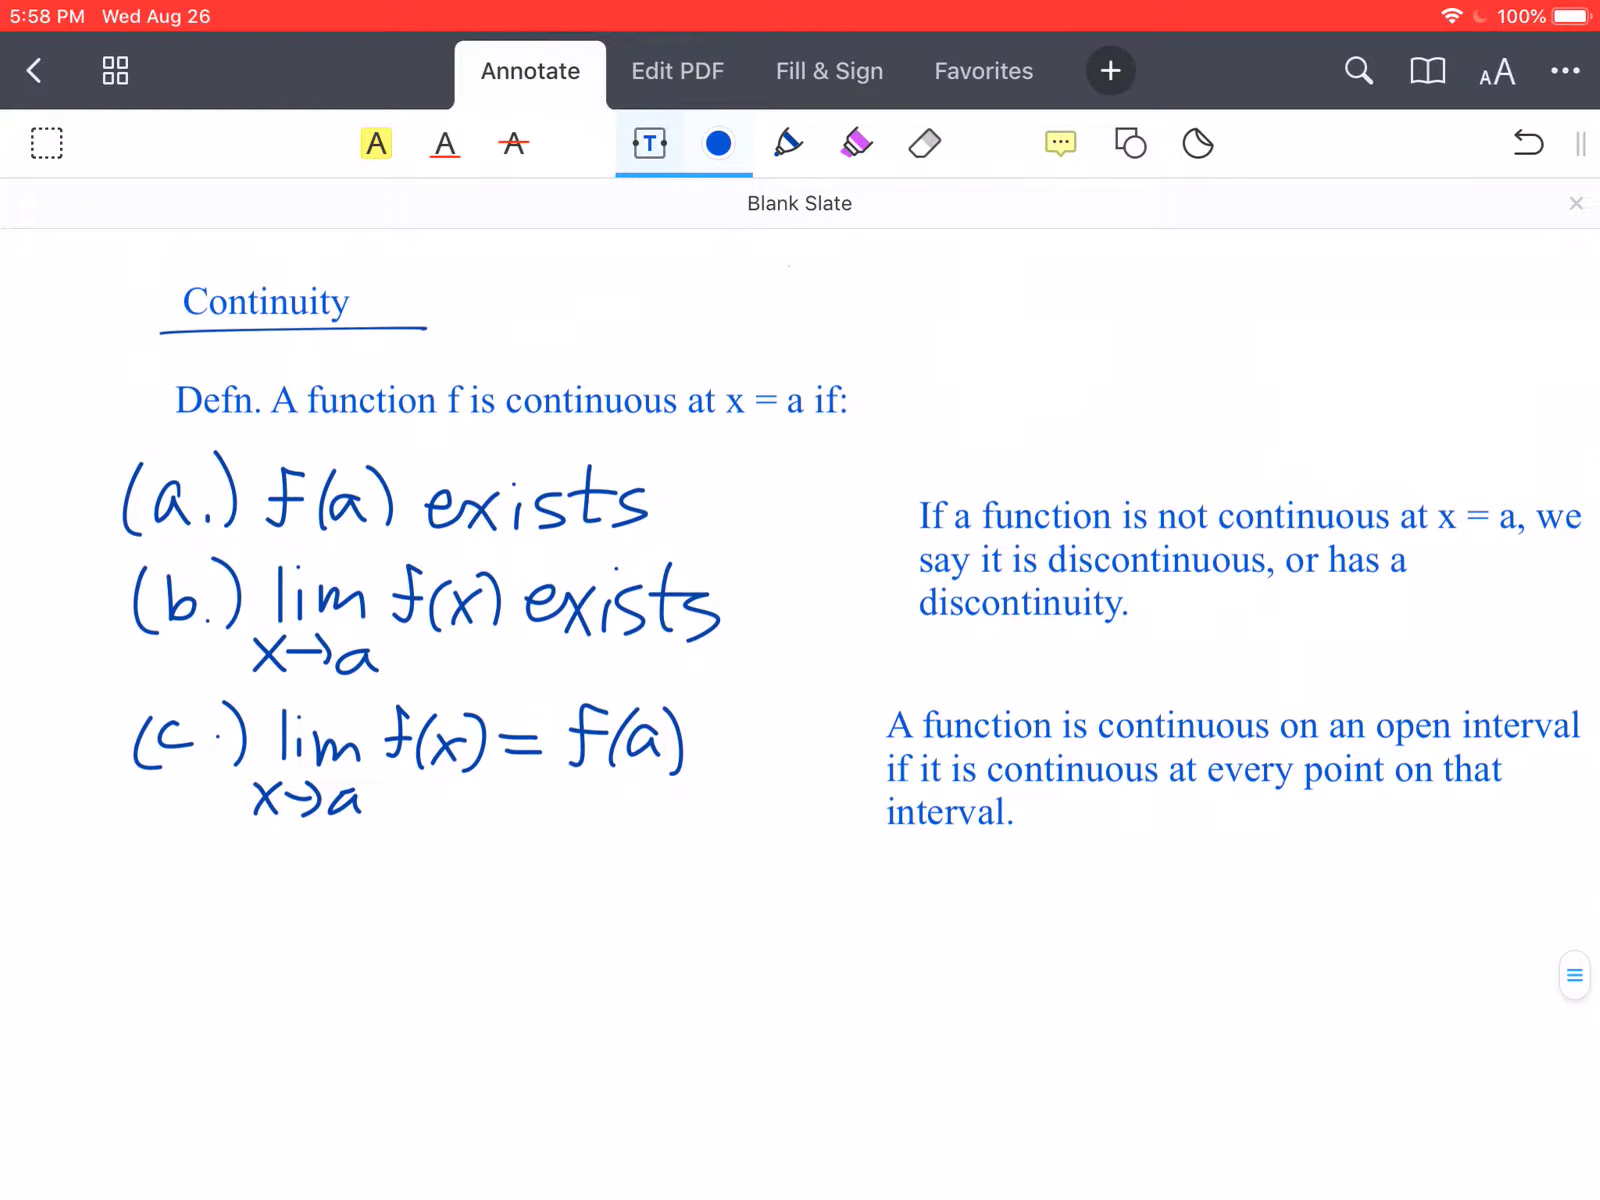 5:58 PM Wed Aug 26 100%
Annotate Edit PDF Fill & Sign Favorites AA
A A A T
Blank Slate
Continuity
Defn. A function f is continuous at x = a if:
(a.) f(a) exists
(b.) lim f(x) exists
x→a
(c.) lim f(x) = f(a)
x→a
If a function is not continuous at x = a, we
say it is discontinuous, or has a
discontinuity.
A function is continuous on an open interval
if it is continuous at every point on that
interval.